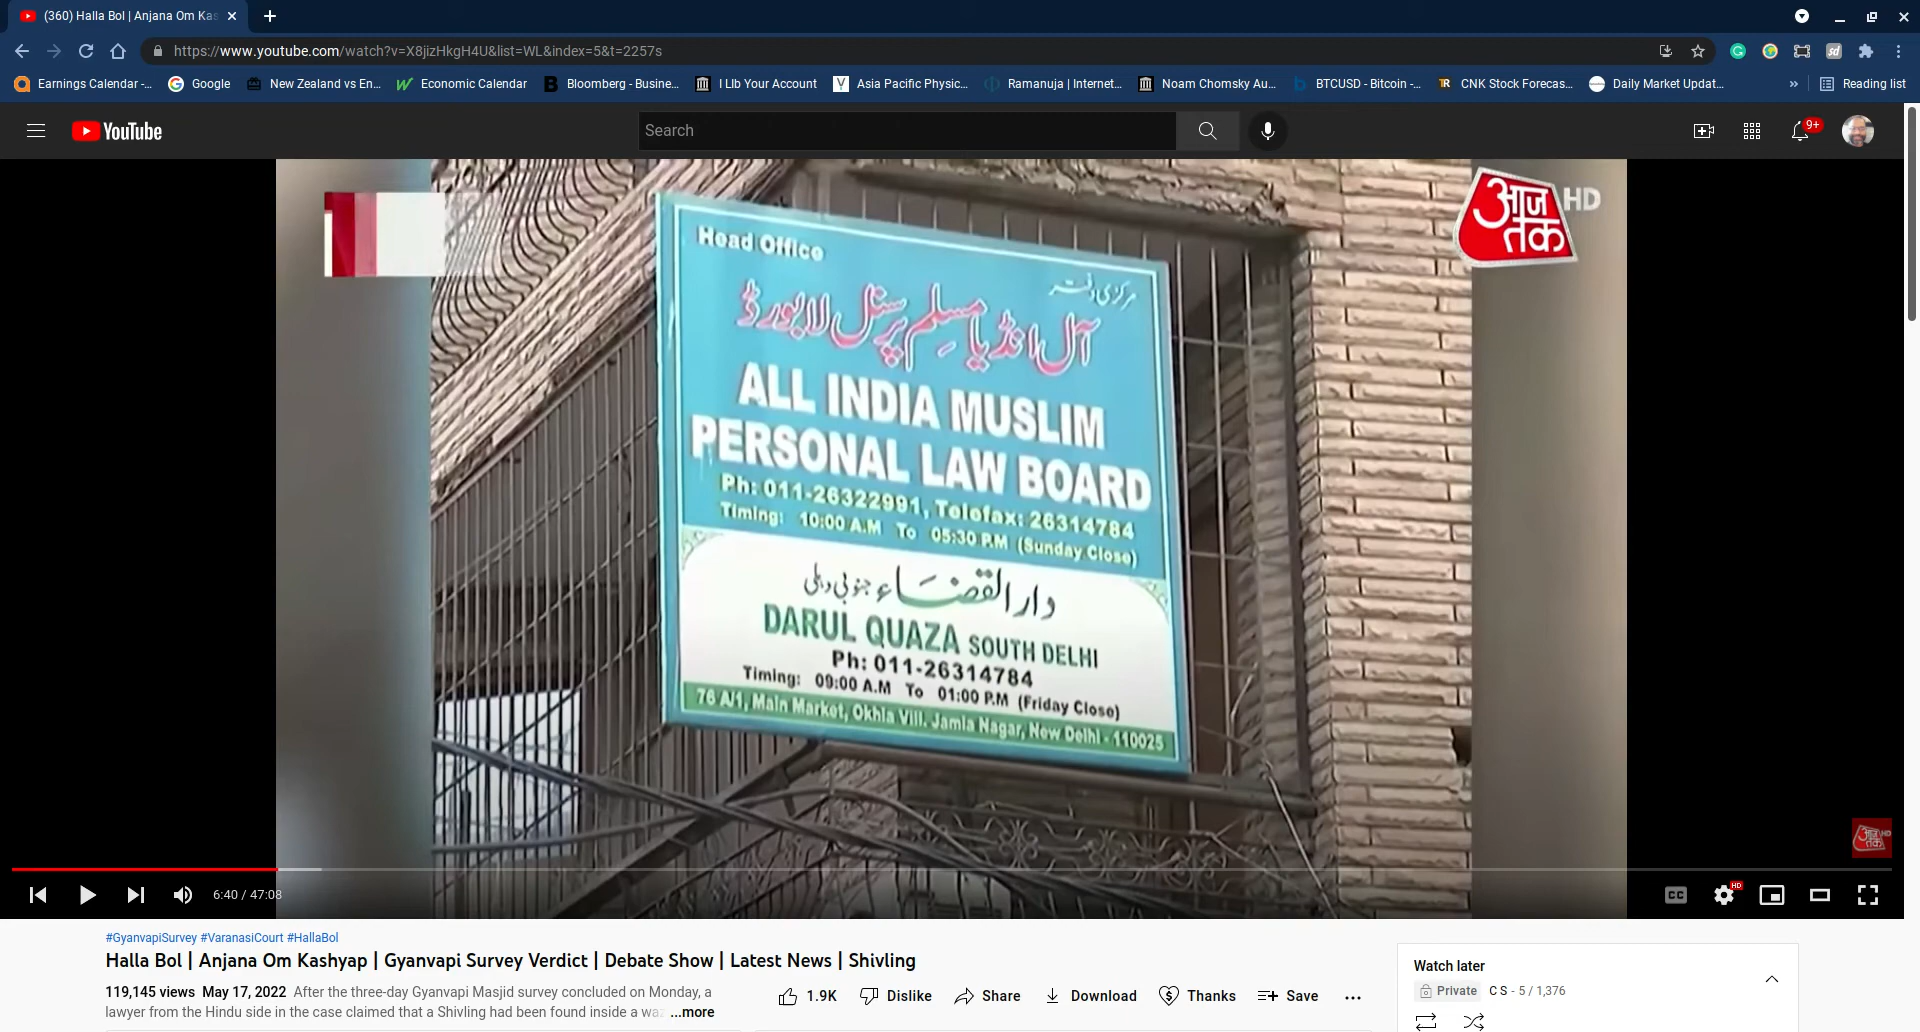 (360) Halla Bol | Anjana Om Kas
https://www.youtube.com/watch?v=X8jizHkgH4U&list=WL&index=5&t=2257s
Earnings Calendar -... Google New Zealand vs En... Economic Calendar Bloomberg - Busine... I LIb Your Account Asia Pacific Physic... Ramanuja | Internet... Noam Chomsky Au... BTCUSD - Bitcoin -... CNK Stock Forecas... Daily Market Updat... » Reading list
YouTube Search 9+
आज तक HD
Head Office
مرکزی دفتر
آل انڈیا مسلم پرسنل لا بورڈ
ALL INDIA MUSLIM
PERSONAL LAW BOARD
Ph: 011-26322991, Telefax: 26314784
Timing: 10:00 A.M To 05:30 P.M (Sunday Close)
دار القضاء جنوبی دہلی
DARUL QUAZA SOUTH DELHI
Ph: 011-26314784
Timing: 09:00 A.M To 01:00 P.M (Friday Close)
76 A/1, Main Market, Okhla Vill. Jamia Nagar, New Delhi - 110025
आज तक HD
6:40 / 47:08 CC HD
#GyanvapiSurvey #VaranasiCourt #HallaBol
Halla Bol | Anjana Om Kashyap | Gyanvapi Survey Verdict | Debate Show | Latest News | Shivling
119,145 views May 17, 2022 After the three-day Gyanvapi Masjid survey concluded on Monday, a
lawyer from the Hindu side in the case claimed that a Shivling had been found inside a waz ...more
1.9K Dislike Share Download Thanks Save ...
Watch later
Private C S - 5 / 1,376